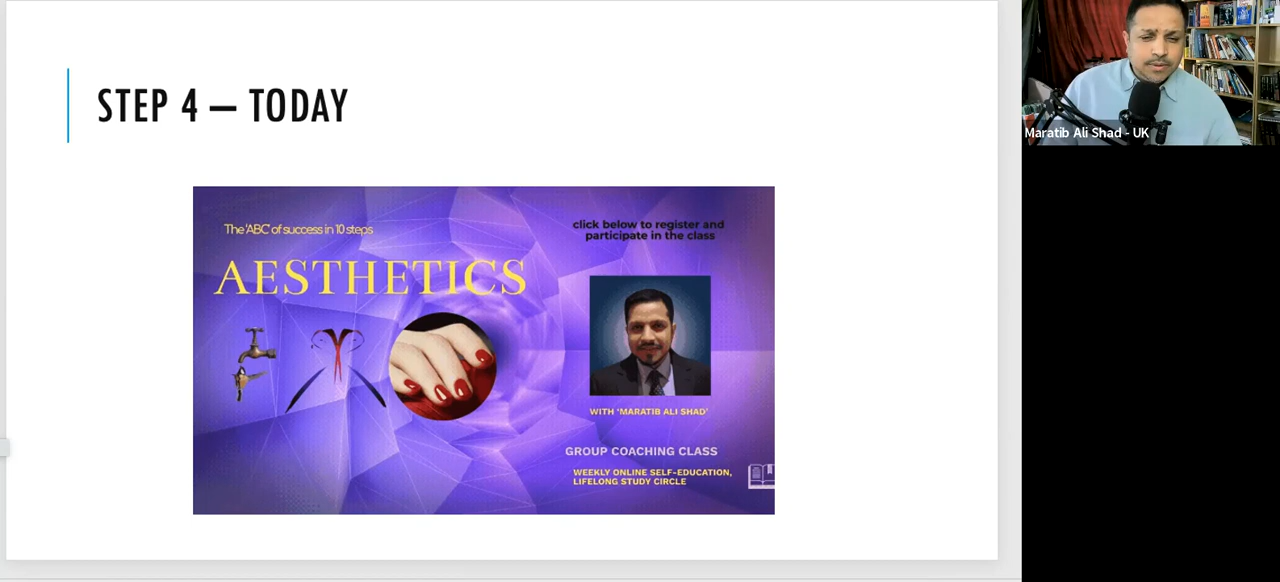 STEP 4 – TODAY
The 'ABC' of success in 10 steps
AESTHETICS
click below to register and
participate in the class
WITH 'MARATIB ALI SHAD'
GROUP COACHING CLASS
WEEKLY ONLINE SELF-EDUCATION,
LIFELONG STUDY CIRCLE
Maratib Ali Shad - UK